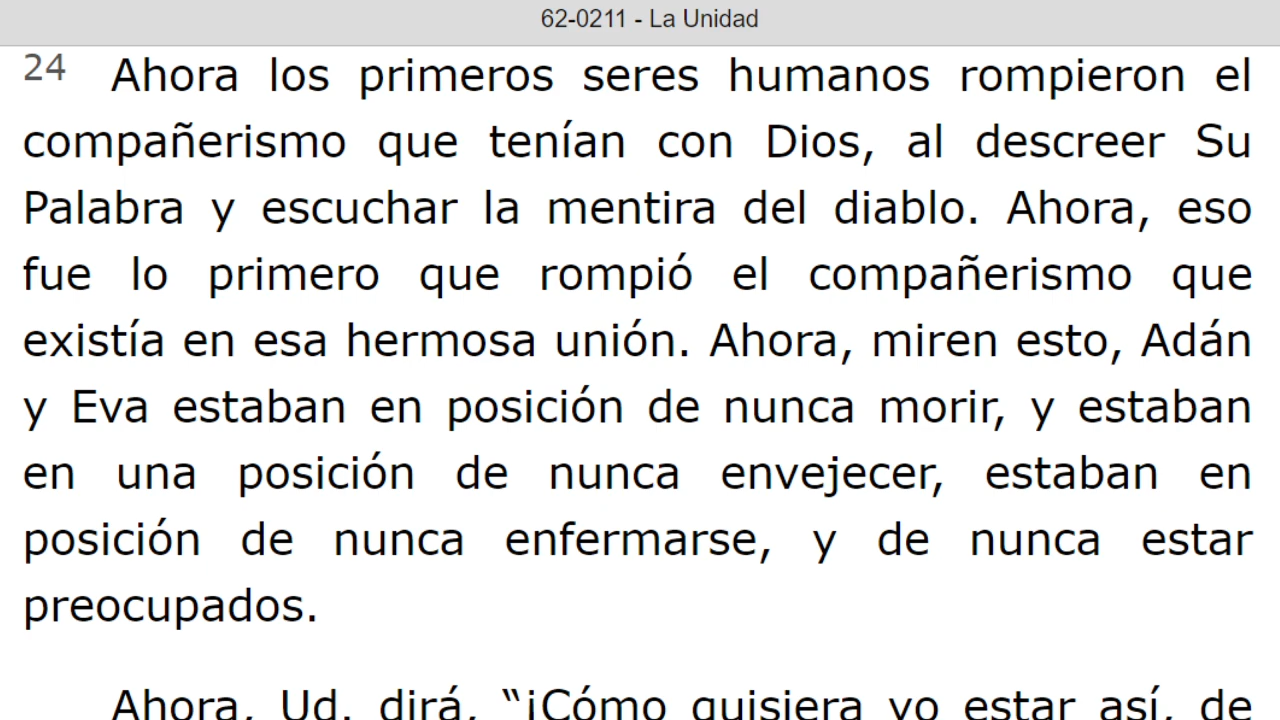 62-0211 - La Unidad
24 Ahora los primeros seres humanos rompieron el
compañerismo que tenían con Dios, al descreer Su
Palabra y escuchar la mentira del diablo. Ahora, eso
fue lo primero que rompió el compañerismo que
existía en esa hermosa unión. Ahora, miren esto, Adán
y Eva estaban en posición de nunca morir, y estaban
en una posición de nunca envejecer, estaban en
posición de nunca enfermarse, y de nunca estar
preocupados.
Ahora, Ud. dirá, “¡Cómo quisiera yo estar así, de